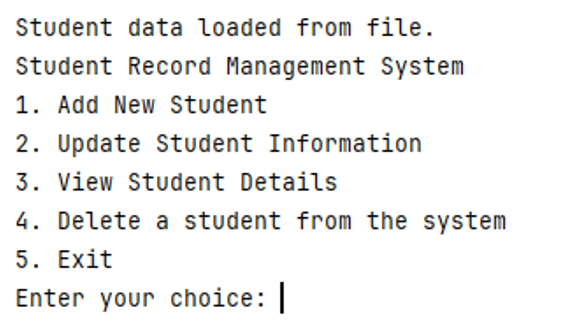 Student data loaded from file.
Student Record Management System
1. Add New Student
2. Update Student Information
3. View Student Details
4. Delete a student from the system
5. Exit
Enter your choice: